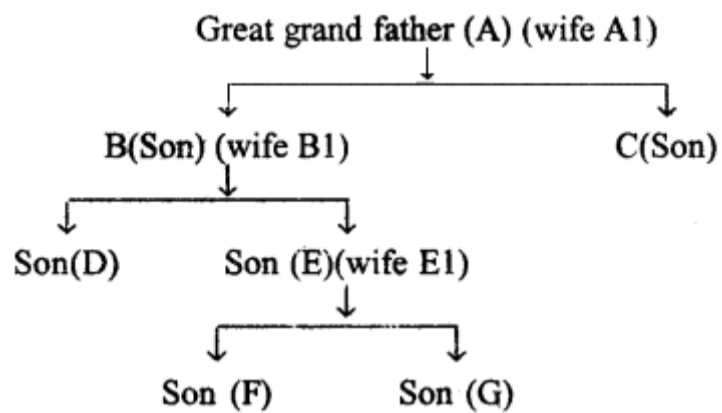 Great grand father (A) (wife A1)
B(Son) (wife B1) C(Son)
Son(D) Son (E)(wife E1)
Son (F) Son (G)